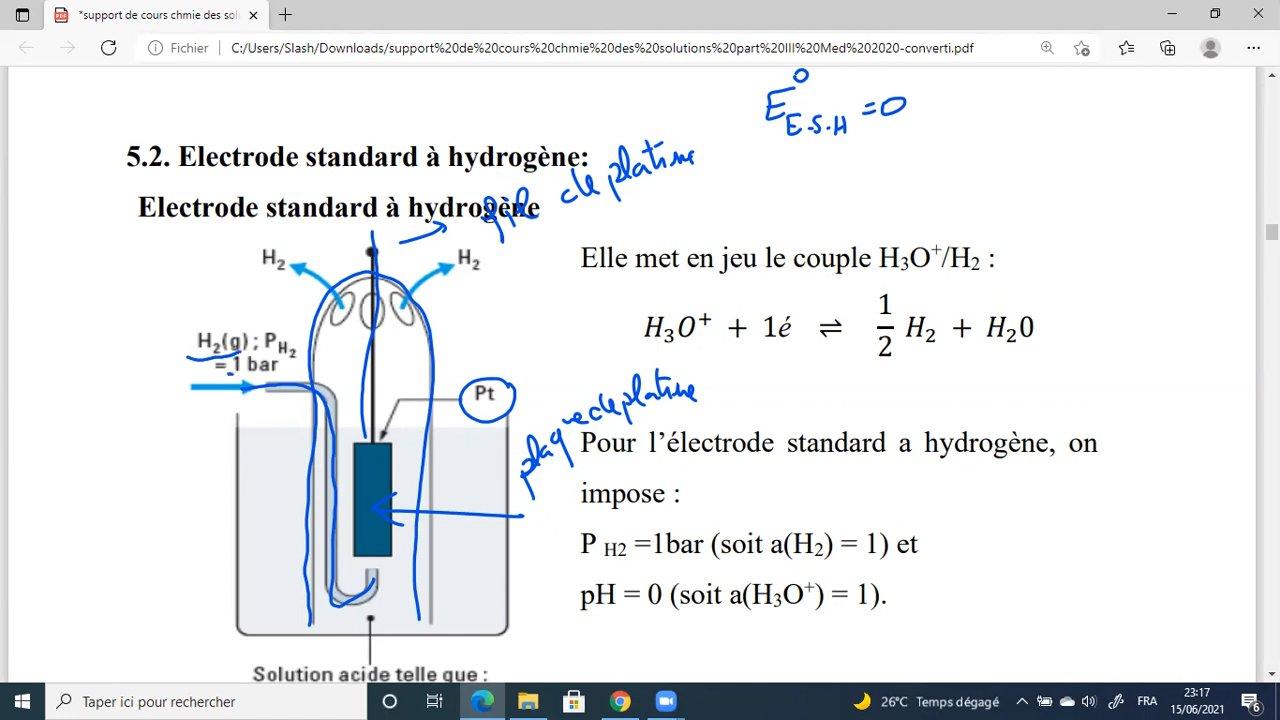 *support de cours chmie des sol
Fichier
C:/Users/Slash/Downloads/support%20de%20cours%20chmie%20des%20solutions%20part%20III%20Med%202020-converti.pdf
E⁰ E.S.H = 0
5.2. Electrode standard à hydrogène:
Electrode standard à hydrogène
fil de platine
H₂
H₂
H₂(g) ; P H₂
= 1 bar
Pt
plaque de platine
Solution acide telle que :
Elle met en jeu le couple H₃O⁺/H₂ :
H₃O⁺ + 1é ⇌ 1/2 H₂ + H₂0
Pour l’électrode standard a hydrogène, on
impose :
P H2 =1bar (soit a(H₂) = 1) et
pH = 0 (soit a(H₃O⁺) = 1).
Taper ici pour rechercher
26°C Temps dégagé
FRA
23:17
15/06/2021
6